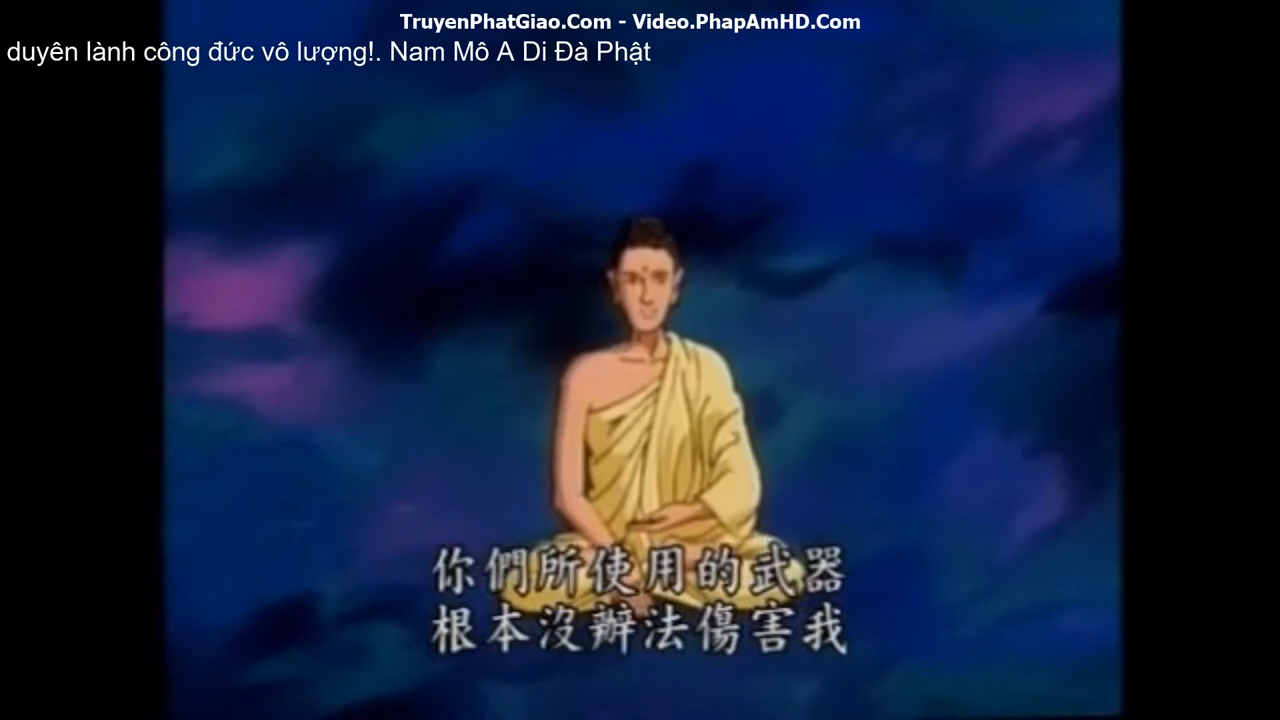 TruyenPhatGiao.Com - Video.PhapAmHD.Com
duyên lành công đức vô lượng!. Nam Mô A Di Đà Phật
你們所使用的武器
根本沒辦法傷害我